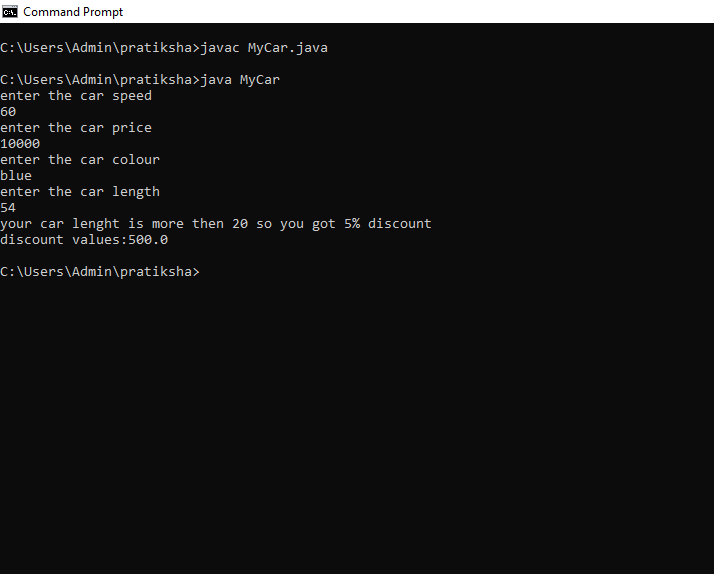 Command Prompt
C:\Users\Admin\pratiksha>javac MyCar.java
C:\Users\Admin\pratiksha>java MyCar
enter the car speed
60
enter the car price
10000
enter the car colour
blue
enter the car length
54
your car lenght is more then 20 so you got 5% discount
discount values:500.0
C:\Users\Admin\pratiksha>